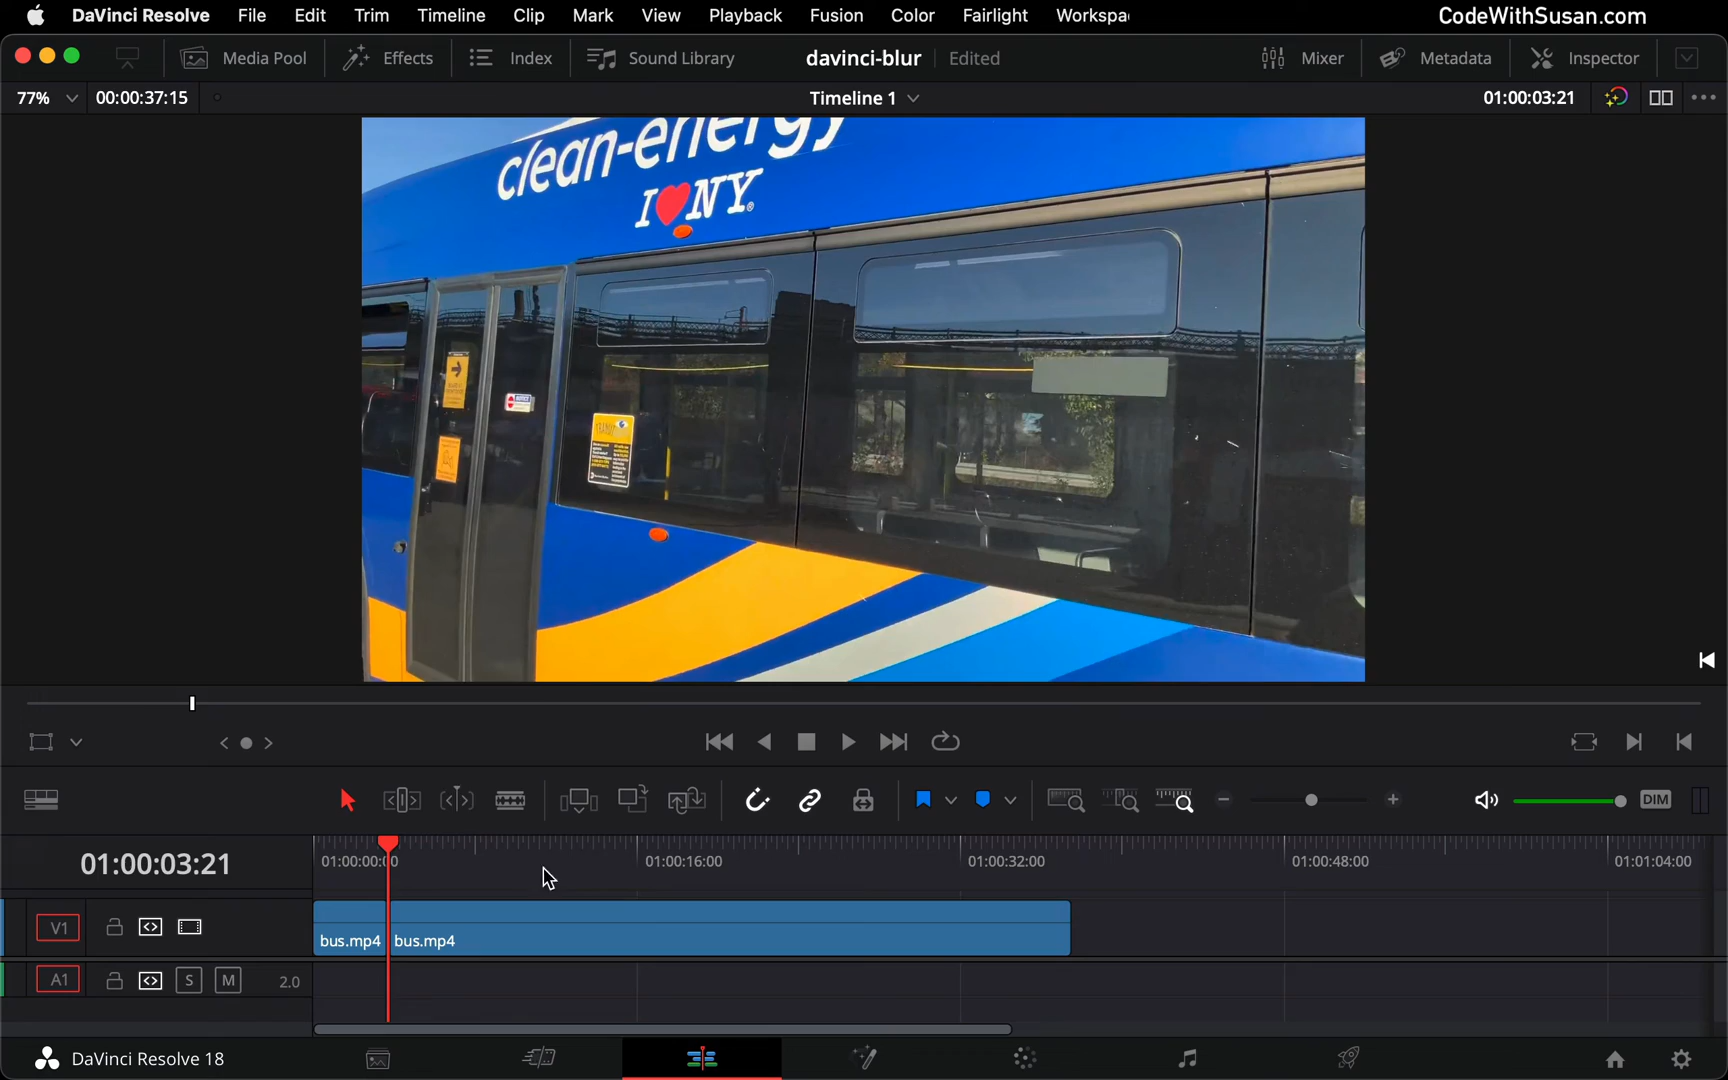 DaVinci Resolve File Edit Trim Timeline Clip Mark View Playback Fusion Color Fairlight CodeWithSusan.com
Media Pool Effects Index Sound Library davinci-blur Edited Mixer Metadata Inspector
77% 00:00:37:15 Timeline 1 01:00:03:21
clean-energy
I NY®
DIM
01:00:03:21 01:00:00:00 01:00:16:00 01:00:32:00 01:00:48:00 01:01:04:00
V1 bus.mp4 bus.mp4
A1 S M 2.0
DaVinci Resolve 18